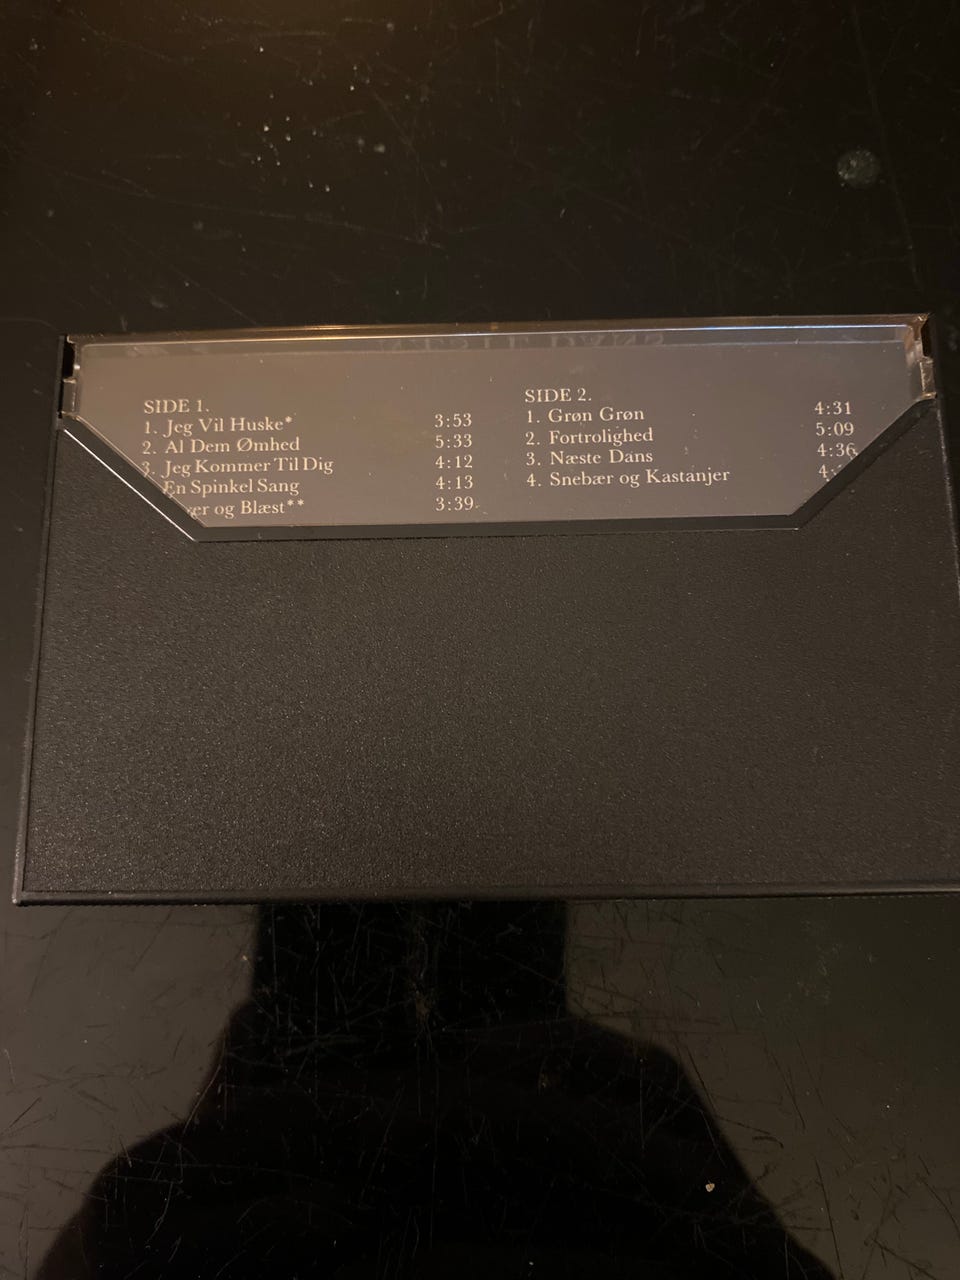 SIDE 1.
1. Jeg Vil Huske* 3:53
2. Al Dem Ømhed 5:33
3. Jeg Kommer Til Dig 4:12
En Spinkel Sang 4:13
og Blæst** 3:39
SIDE 2.
1. Grøn Grøn 4:31
2. Fortrolighed 5:09
3. Næste Dans 4:36
4. Snebær og Kastanjer